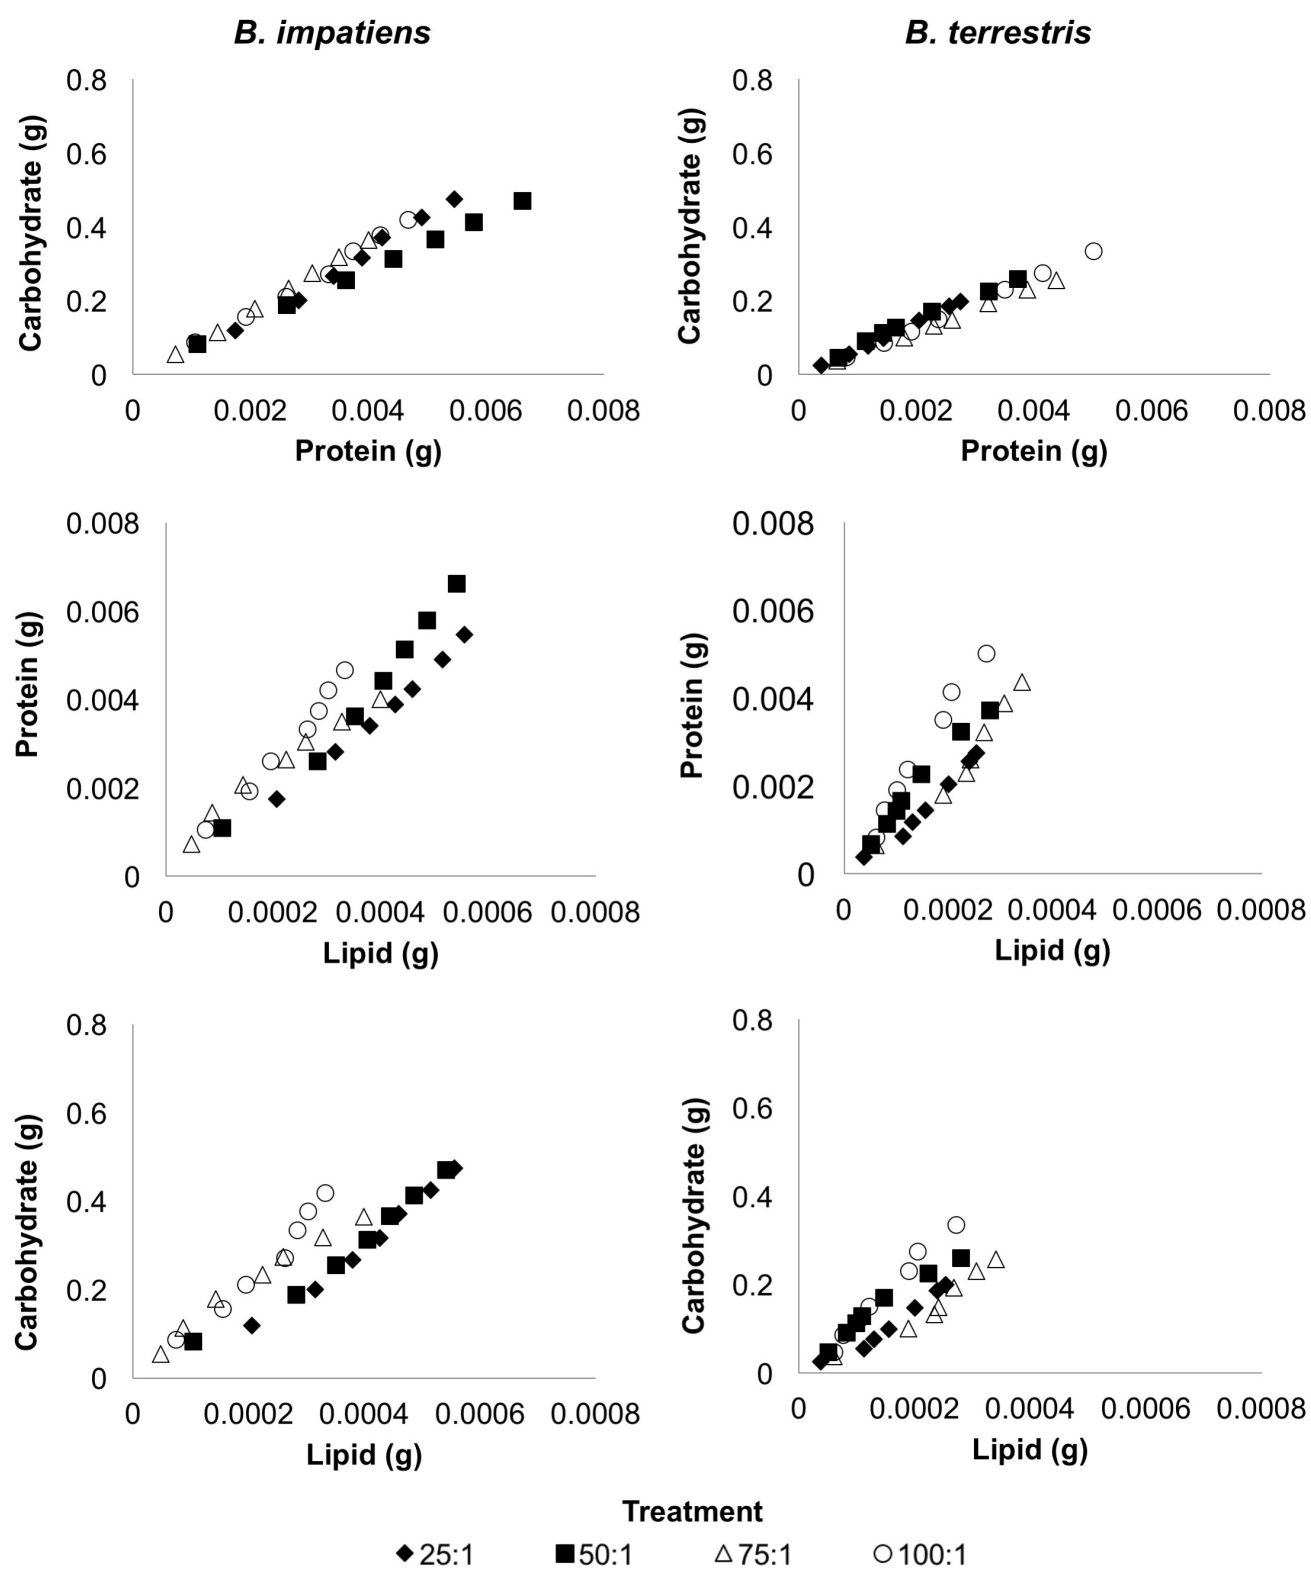 B. impatiens
B. terrestris
0.8
0.6
0.4
0.2
0
Carbohydrate (g)
0 0.002 0.004 0.006 0.008
Protein (g)
0.8
0.6
0.4
0.2
0
Carbohydrate (g)
0 0.002 0.004 0.006 0.008
Protein (g)
0.008
0.006
0.004
0.002
0
Protein (g)
0 0.0002 0.0004 0.0006 0.0008
Lipid (g)
0.008
0.006
0.004
0.002
0
Protein (g)
0 0.0002 0.0004 0.0006 0.0008
Lipid (g)
0.8
0.6
0.4
0.2
0
Carbohydrate (g)
0 0.0002 0.0004 0.0006 0.0008
Lipid (g)
0.8
0.6
0.4
0.2
0
Carbohydrate (g)
0 0.0002 0.0004 0.0006 0.0008
Lipid (g)
Treatment
25:1 50:1 75:1 100:1